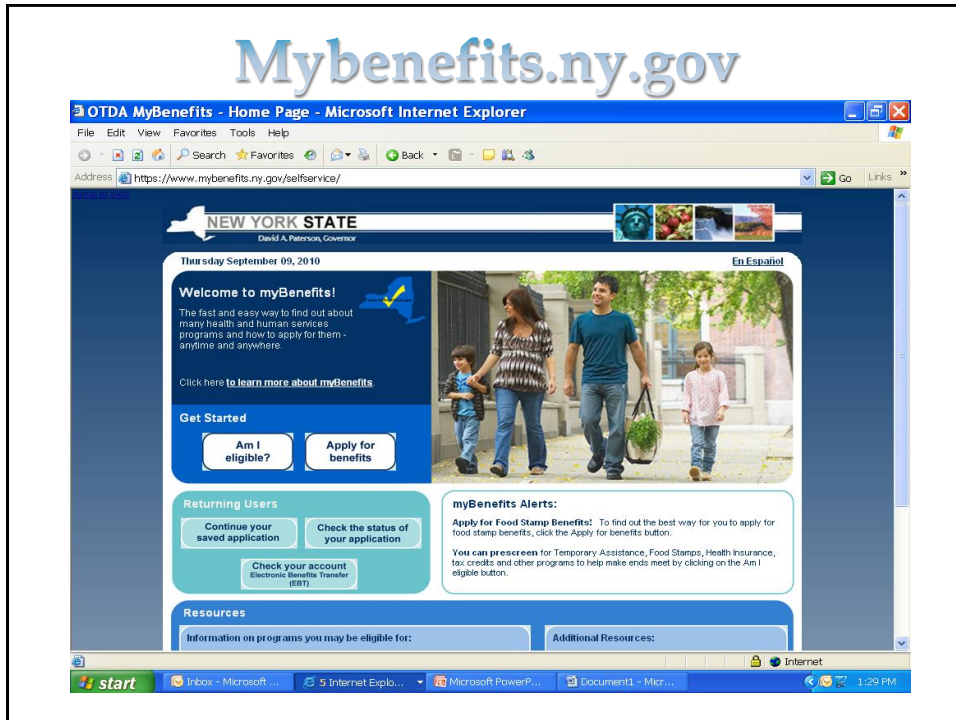 Mybenefits.ny.gov
OTDA MyBenefits - Home Page - Microsoft Internet Explorer
File Edit View Favorites Tools Help
Search Favorites Back
Address https://www.mybenefits.ny.gov/selfservice/ Go Links »
NEW YORK STATE
David A. Paterson, Governor
Thursday September 09, 2010 En Español
Welcome to myBenefits!
The fast and easy way to find out about
many health and human services
programs and how to apply for them -
anytime and anywhere.
Click here to learn more about myBenefits.
Get Started
Am I
eligible?
Apply for
benefits
Returning Users
Continue your
saved application
Check the status of
your application
Check your account
Electronic Benefits Transfer
(EBT)
myBenefits Alerts:
Apply for Food Stamp Benefits! To find out the best way for you to apply for
food stamp benefits, click the Apply for benefits button.
You can prescreen for Temporary Assistance, Food Stamps, Health Insurance,
tax credits and other programs to help make ends meet by clicking on the Am I
eligible button.
Resources
Information on programs you may be eligible for:
Additional Resources:
Internet
start Inbox - Microsoft ... 5 Internet Explo... Microsoft PowerP... Document1 - Micr... 1:29 PM